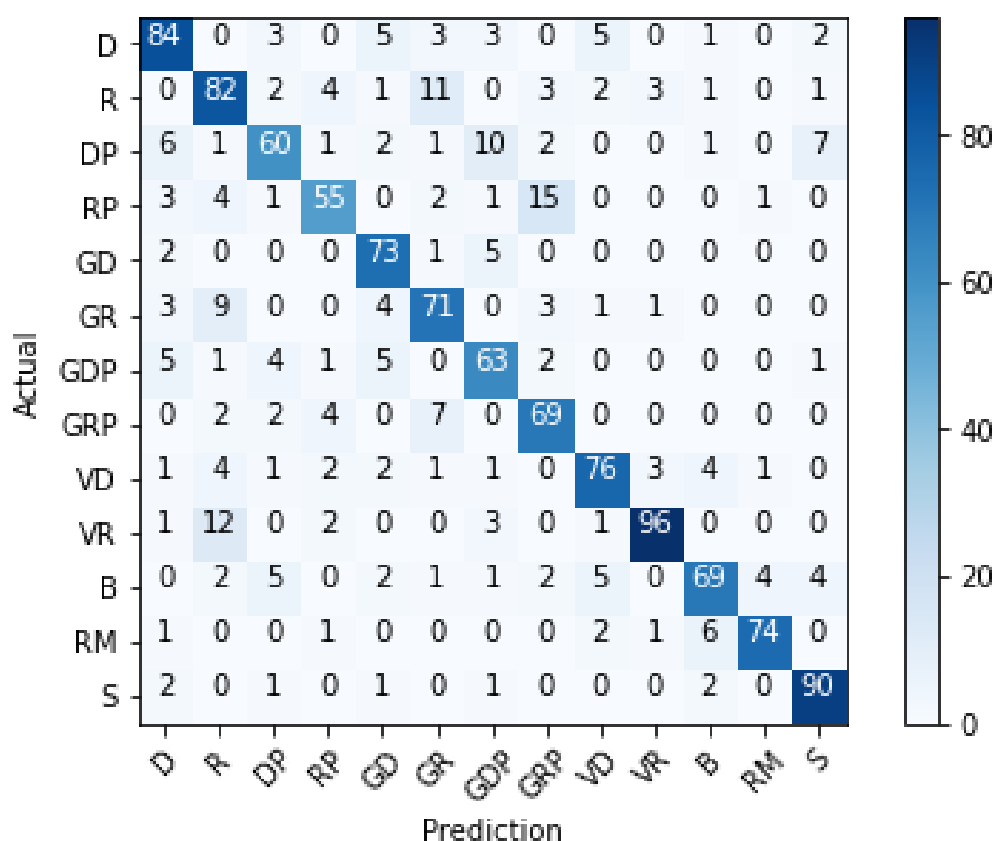 D 84 0 3 0 5 3 3 0 5 0 1 0 2
R 0 82 2 4 1 11 0 3 2 3 1 0 1
DP 6 1 60 1 2 1 10 2 0 0 1 0 7
RP 3 4 1 55 0 2 1 15 0 0 0 1 0
GD 2 0 0 0 73 1 5 0 0 0 0 0 0
GR 3 9 0 0 4 71 0 3 1 1 0 0 0
GDP 5 1 4 1 5 0 63 2 0 0 0 0 1
GRP 0 2 2 4 0 7 0 69 0 0 0 0 0
VD 1 4 1 2 2 1 1 0 76 3 4 1 0
VR 1 12 0 2 0 0 3 0 1 96 0 0 0
B 0 2 5 0 2 1 1 2 5 0 69 4 4
RM 1 0 0 1 0 0 0 0 2 1 6 74 0
S 2 0 1 0 1 0 1 0 0 0 2 0 90
D R DP RP GD GR GDP GRP VD VR B RM S
Prediction
Actual
80
60
40
20
0